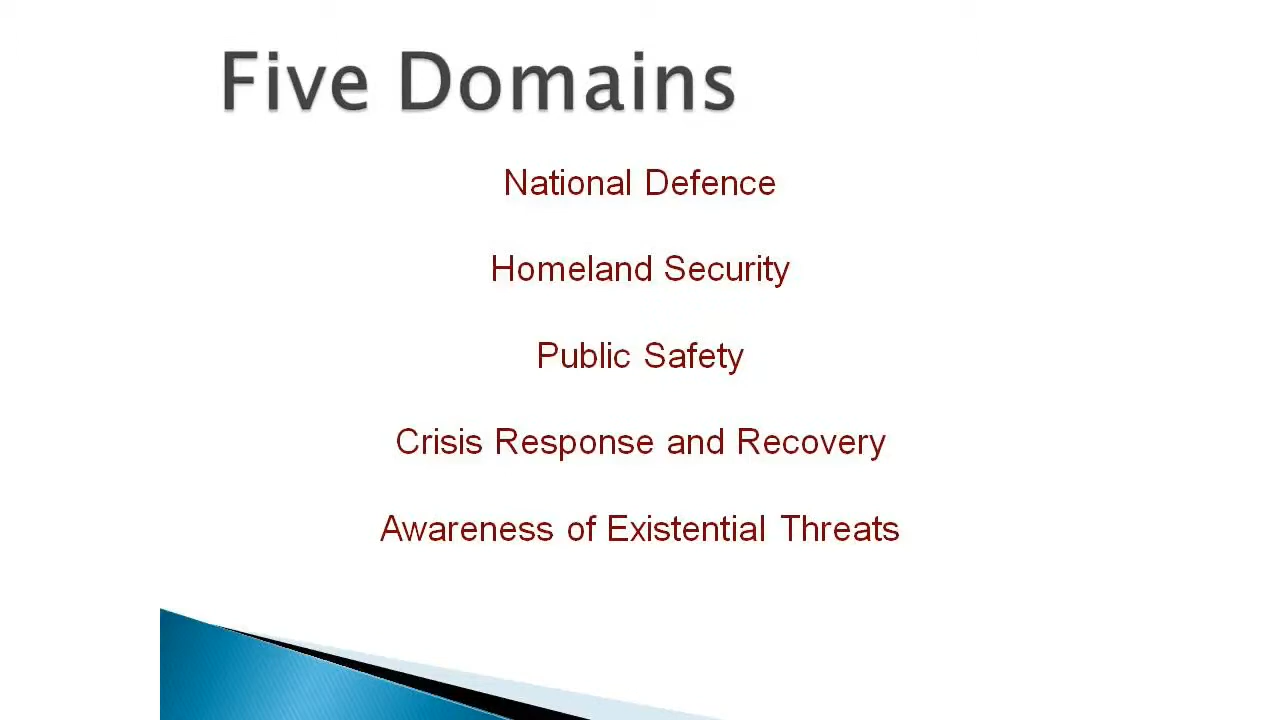 Five Domains
National Defence
Homeland Security
Public Safety
Crisis Response and Recovery
Awareness of Existential Threats